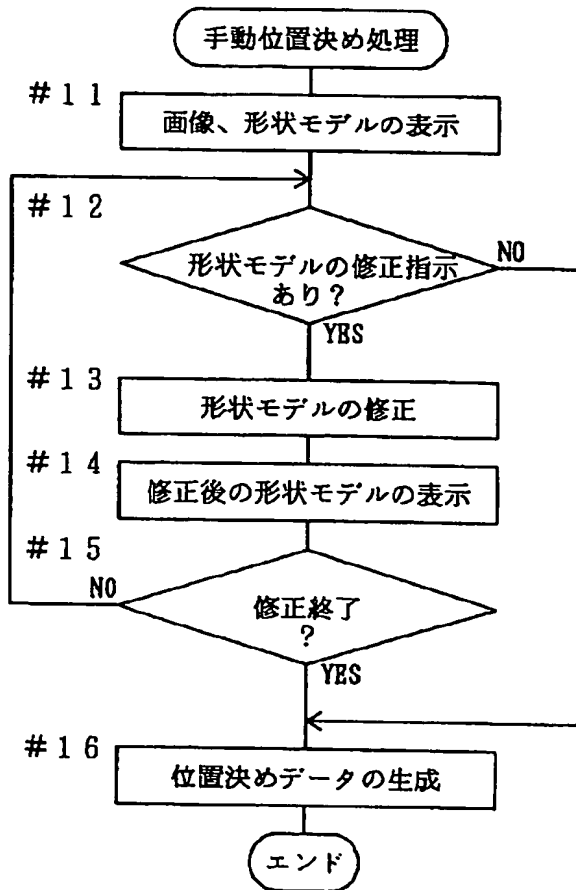 手動位置決め処理
#11
画像、形状モデルの表示
#12
形状モデルの修正指示
あり?
NO
YES
#13
形状モデルの修正
#14
修正後の形状モデルの表示
#15
NO
修正終了
?
YES
#16
位置決めデータの生成
エンド